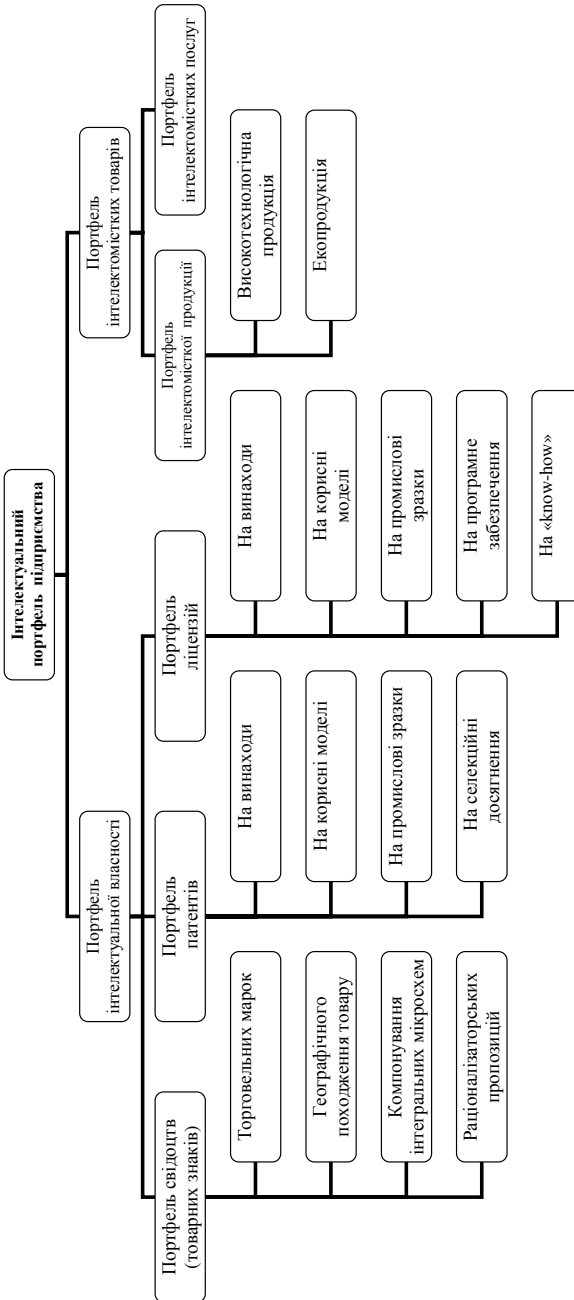 Інтелектуальний
портфель підприємства
Портфель
інтелектуальної власності
Портфель
інтелектомістких товарів
Портфель свідоцтв
(товарних знаків)
Портфель
патентів
Портфель
ліцензій
Портфель
інтелектомісткої продукції
Портфель
інтелектомістких послуг
Торговельних марок
Географічного
походження товару
Компонування
інтегральних мікросхем
Раціоналізаторських
пропозицій
На винаходи
На корисні моделі
На промислові зразки
На селекційні
досягнення
На винаходи
На корисні
моделі
На промислові
зразки
На програмне
забезпечення
На «know-how»
Високотехнологічна
продукція
Екопродукція